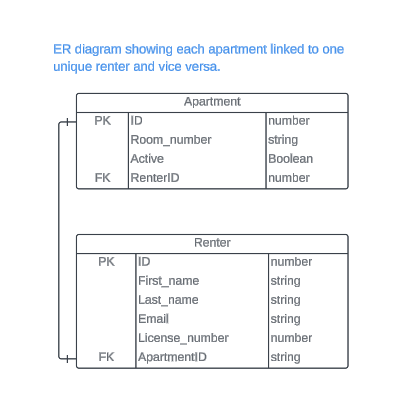 ER diagram showing each apartment linked to one
unique renter and vice versa.
Apartment
PK ID number
Room_number string
Active Boolean
FK RenterID number
Renter
PK ID number
First_name string
Last_name string
Email string
License_number number
FK ApartmentID string